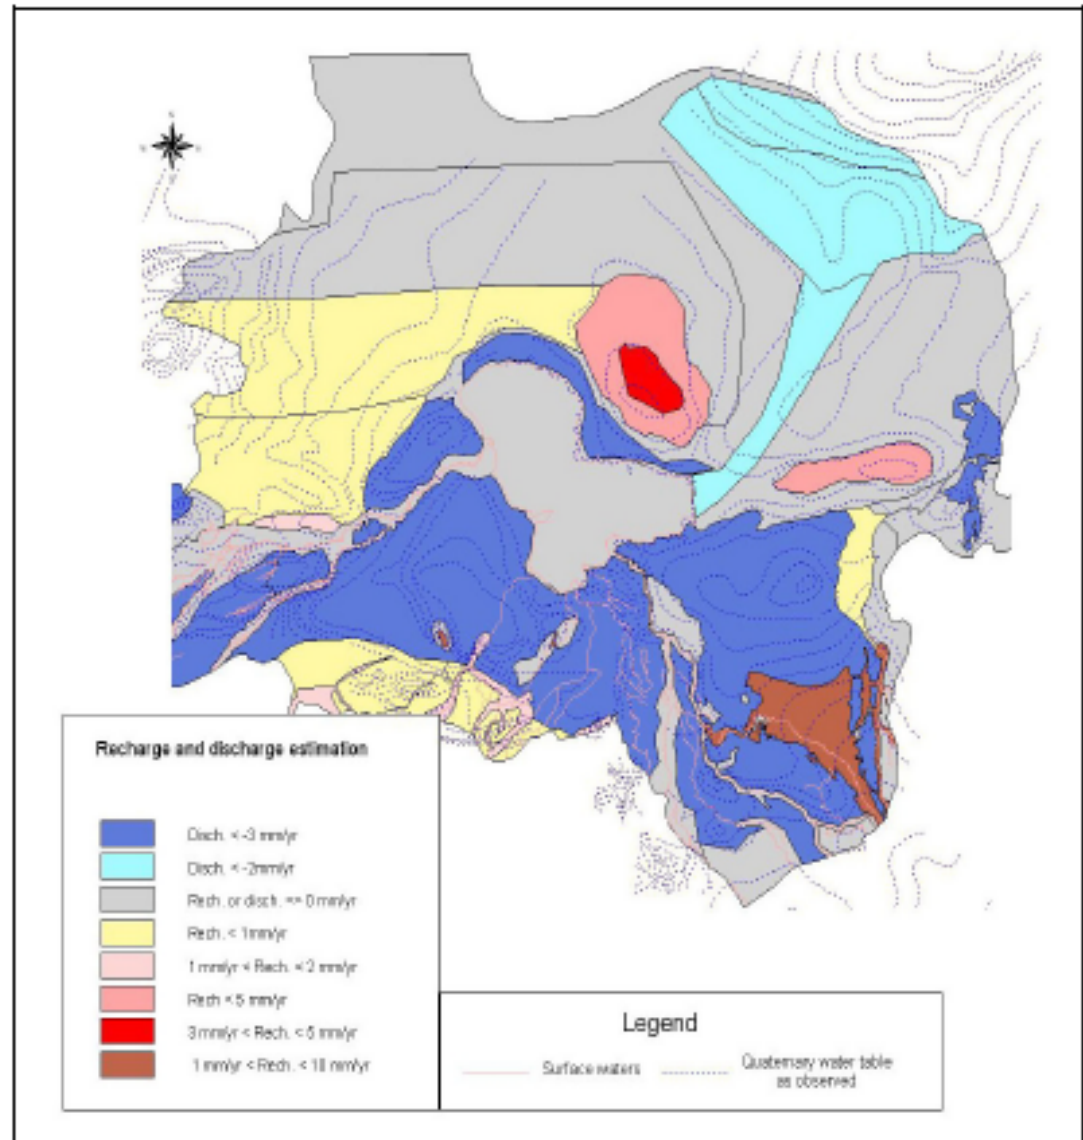 Recharge and discharge estimation
Disch. < -3 mm/yr
Disch. < -2mm/yr
Rech. or disch. ~= 0 mm/yr
Rech. < 1mm/yr
1 mm/yr < Rech. < 2 mm/yr
Rech < 5 mm/yr
3 mm/yr < Rech. < 5 mm/yr
1 mm/yr < Rech. < 10 mm/yr
Legend
Surface waters
Quaternary water table
as observed